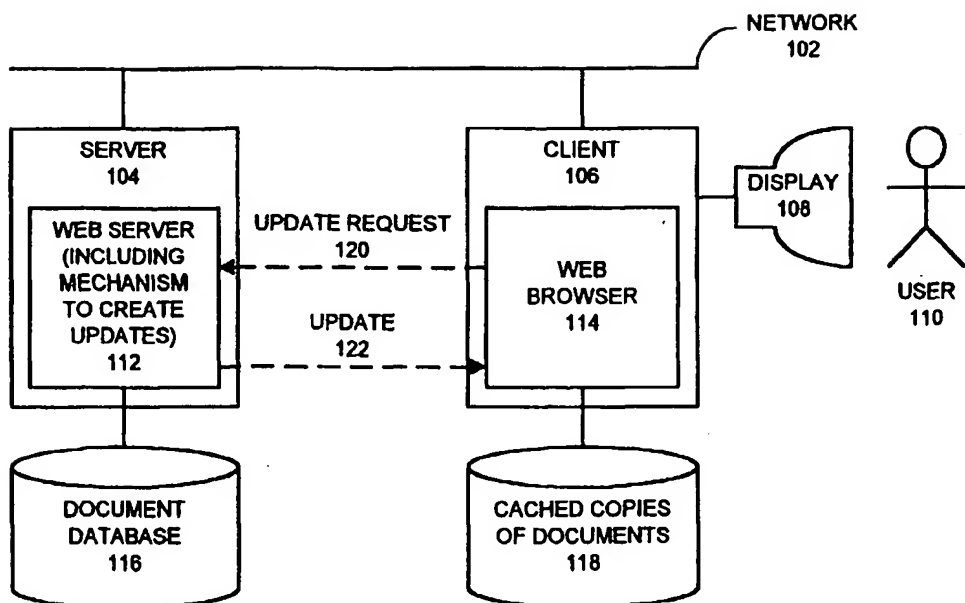 NETWORK
102
SERVER
104
CLIENT
106
DISPLAY
108
WEB SERVER
(INCLUDING
MECHANISM
TO CREATE
UPDATES)
112
UPDATE REQUEST
120
UPDATE
122
WEB
BROWSER
114
USER
110
DOCUMENT
DATABASE
116
CACHED COPIES
OF DOCUMENTS
118